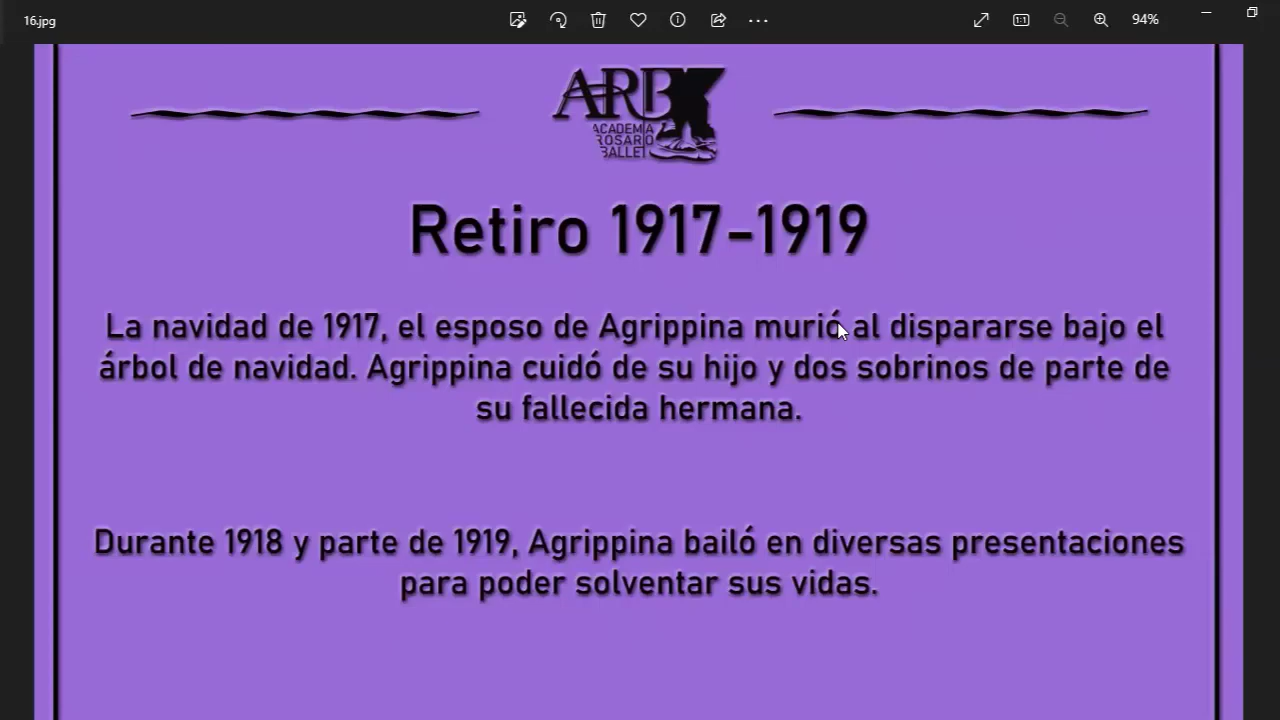 16.jpg
94%
ARB
ACADEMIA
ROSARIO
BALLET
Retiro 1917-1919
La navidad de 1917, el esposo de Agrippina murió al dispararse bajo el
árbol de navidad. Agrippina cuidó de su hijo y dos sobrinos de parte de
su fallecida hermana.
Durante 1918 y parte de 1919, Agrippina bailó en diversas presentaciones
para poder solventar sus vidas.